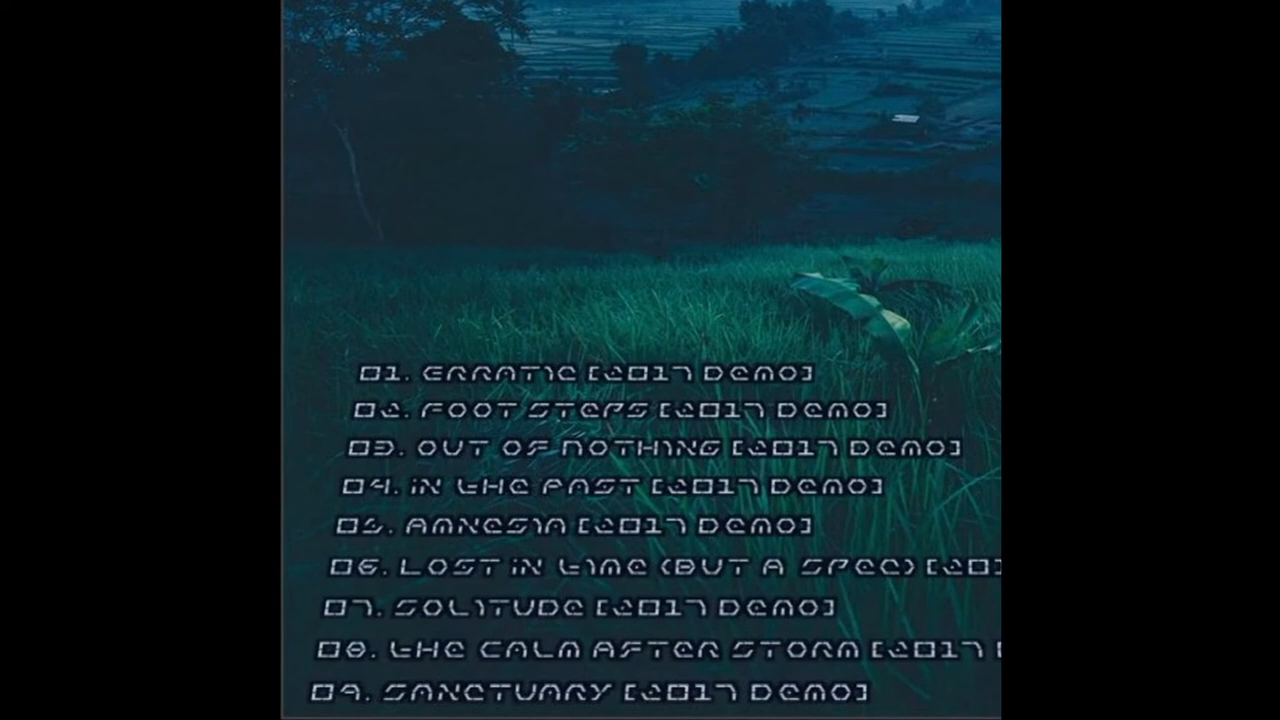 01. ERRATIC [2017 DEMO]
02. FOOT STEPS [2017 DEMO]
03. OUT OF NOTHING [2017 DEMO]
04. IN THE PAST [2017 DEMO]
05. AMNESIA [2017 DEMO]
06. LOST IN TIME (BUT A SPEC) [201
07. SOLITUDE [2017 DEMO]
08. THE CALM AFTER STORM [2017
09. SANCTUARY [2017 DEMO]